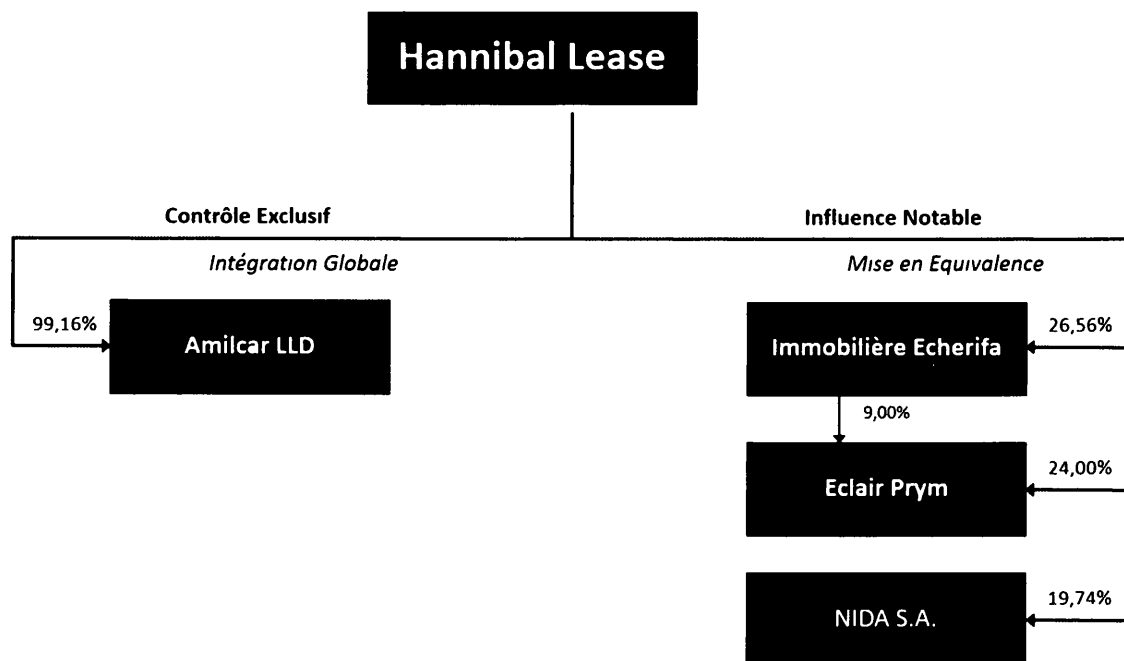 Hannibal Lease
Contrôle Exclusif
Influence Notable
Intégration Globale
Mise en Equivalence
99,16%
Amilcar LLD
Immobilière Echerifa
26,56%
9,00%
Eclair Prym
24,00%
NIDA S.A.
19,74%